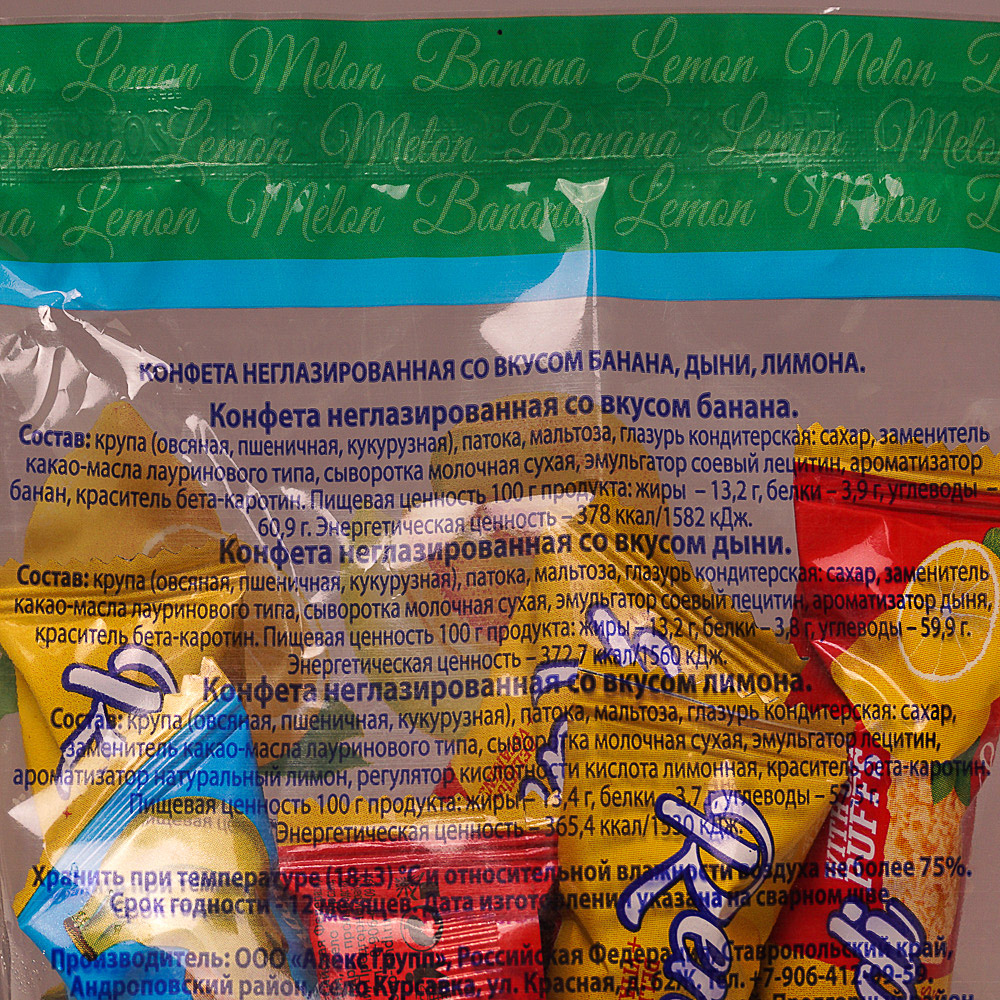 na Lemon Melon Banana Lemon Melon B
Banana Lemon Melon Banana Lemon Melon
na Lemon Melon Banana Lemon Melon
КОНФЕТА НЕГЛАЗИРОВАННАЯ СО ВКУСОМ БАНАНА, ДЫНИ, ЛИМОНА.
Конфета неглазированная со вкусом банана.
Состав: крупа (овсяная, пшеничная, кукурузная), патока, мальтоза, глазурь кондитерская: сахар, заменитель
какао-масла лауринового типа, сыворотка молочная сухая, эмульгатор соевый лецитин, ароматизатор
банан, краситель бета-каротин. Пищевая ценность 100 г продукта: жиры – 13,2 г, белки – 3,9 г, углеводы –
60,9 г. Энергетическая ценность – 378 ккал/1582 кДж.
Конфета неглазированная со вкусом дыни.
Состав: крупа (овсяная, пшеничная, кукурузная), патока, мальтоза, глазурь кондитерская: сахар, заменитель
какао-масла лауринового типа, сыворотка молочная сухая, эмульгатор соевый лецитин, ароматизатор дыня,
краситель бета-каротин. Пищевая ценность 100 г продукта: жиры – 13,2 г, белки – 3,8 г, углеводы – 59,9 г.
Энергетическая ценность – 372,7 ккал/1560 кДж.
Конфета неглазированная со вкусом лимона.
Состав: крупа (овсяная, пшеничная, кукурузная), патока, мальтоза, глазурь кондитерская: сахар,
заменитель какао-масла лауринового типа, сыворотка молочная сухая, эмульгатор лецитин,
ароматизатор натуральный лимон, регулятор кислотности кислота лимонная, краситель бета-каротин.
Пищевая ценность 100 г продукта: жиры – 13,4 г, белки – 3,7 г, углеводы –
Энергетическая ценность – 365,4 ккал/1530 кДж.
Хранить при температуре (18±3) °С и относительной влажности воздуха не более 75%.
Срок годности - 12 месяцев. Дата изготовления указана на сварном шве.
Производитель: ООО «Алекс Групп», Российская Федерация, Ставропольский край,
Андроповский район, село Курсавка, ул. Красная, д. 62Ж, тел.